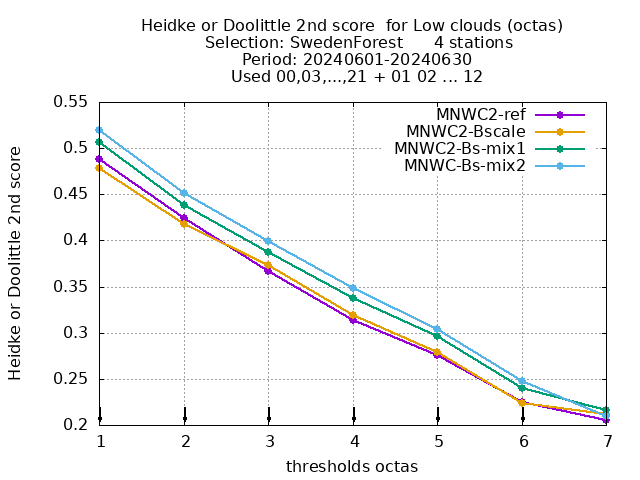 Heidke or Doolittle 2nd score  for Low clouds (octas)
Selection: SwedenForest      4 stations
Period: 20240601-20240630
Used 00,03,...,21 + 01 02 ... 12
MNWC2-ref
MNWC2-Bscale
MNWC2-Bs-mix1
MNWC-Bs-mix2
Heidke or Doolittle 2nd score
0.55
0.5
0.45
0.4
0.35
0.3
0.25
0.2
1 2 3 4 5 6 7
thresholds octas